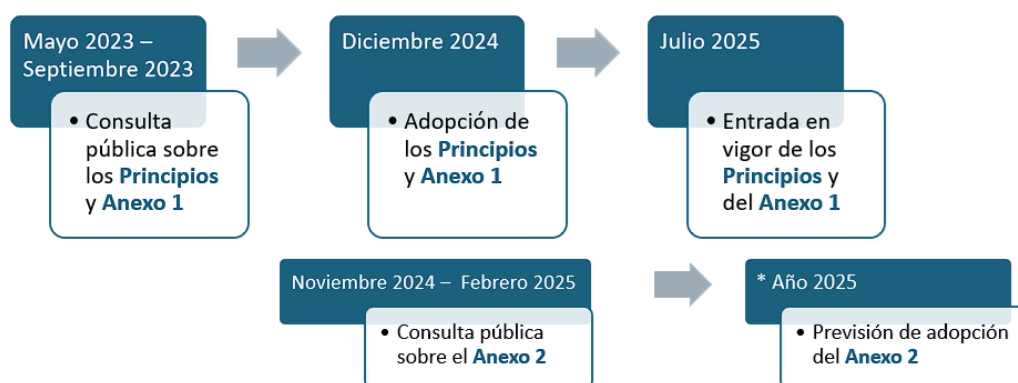 Mayo 2023 –
Septiembre 2023
• Consulta
pública sobre
los Principios
y Anexo 1
Diciembre 2024
• Adopción de
los Principios
y Anexo 1
Julio 2025
• Entrada en
vigor de los
Principios y
del Anexo 1
Noviembre 2024 – Febrero 2025
• Consulta pública
sobre el Anexo 2
* Año 2025
• Previsión de adopción
del Anexo 2